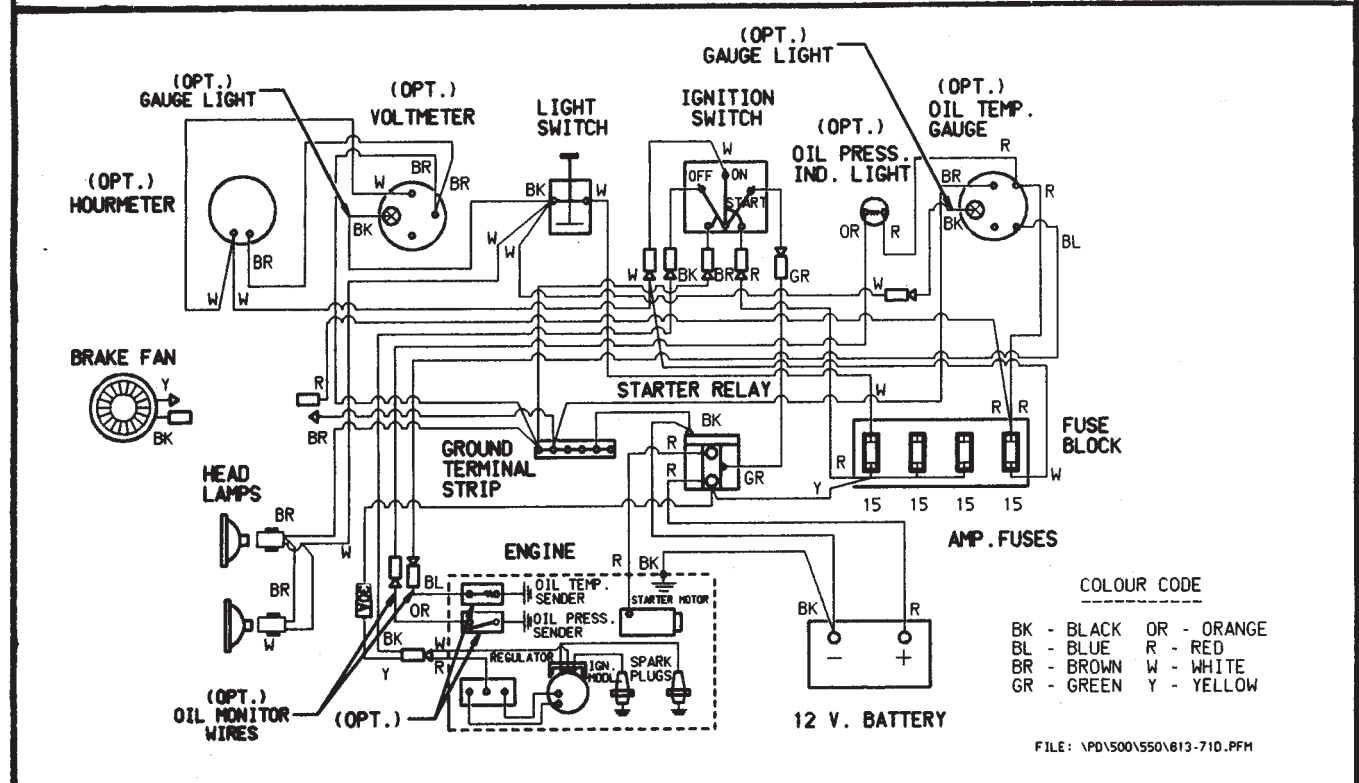 (OPT.)
GAUGE LIGHT
(OPT.)
GAUGE LIGHT
(OPT.)
VOLTMETER
LIGHT
SWITCH
IGNITION
SWITCH
(OPT.)
OIL PRESS.
IND. LIGHT
(OPT.)
OIL TEMP.
GAUGE
(OPT.)
HOURMETER
W
BR
BR
BK
BR
W
W
BK
W
W
W
W
OFF
ON
START
OR
R
R
BR
BK
R
BL
W
BK
BR
R
GR
W
BRAKE FAN
Y
BK
R
BR
STARTER RELAY
BK
W
R
R
GROUND
TERMINAL
STRIP
R
R
GR
Y
R
W
FUSE
BLOCK
15
15
15
15
AMP.FUSES
HEAD
LAMPS
BR
W
BR
W
30A
ENGINE
R
BK
BL
OR
OIL TEMP.
SENDER
OIL PRESS.
SENDER
STARTER MOTOR
BK
W
R
Y
REGULATOR
IGN.
MODL.
SPARK
PLUGS
(OPT.)
OIL MONITOR
WIRES
(OPT.)
BK
R
-
+
12 V. BATTERY
COLOUR CODE
BK - BLACK OR - ORANGE
BL - BLUE R - RED
BR - BROWN W - WHITE
GR - GREEN Y - YELLOW
FILE: \PD\500\550\613-71D.PFM